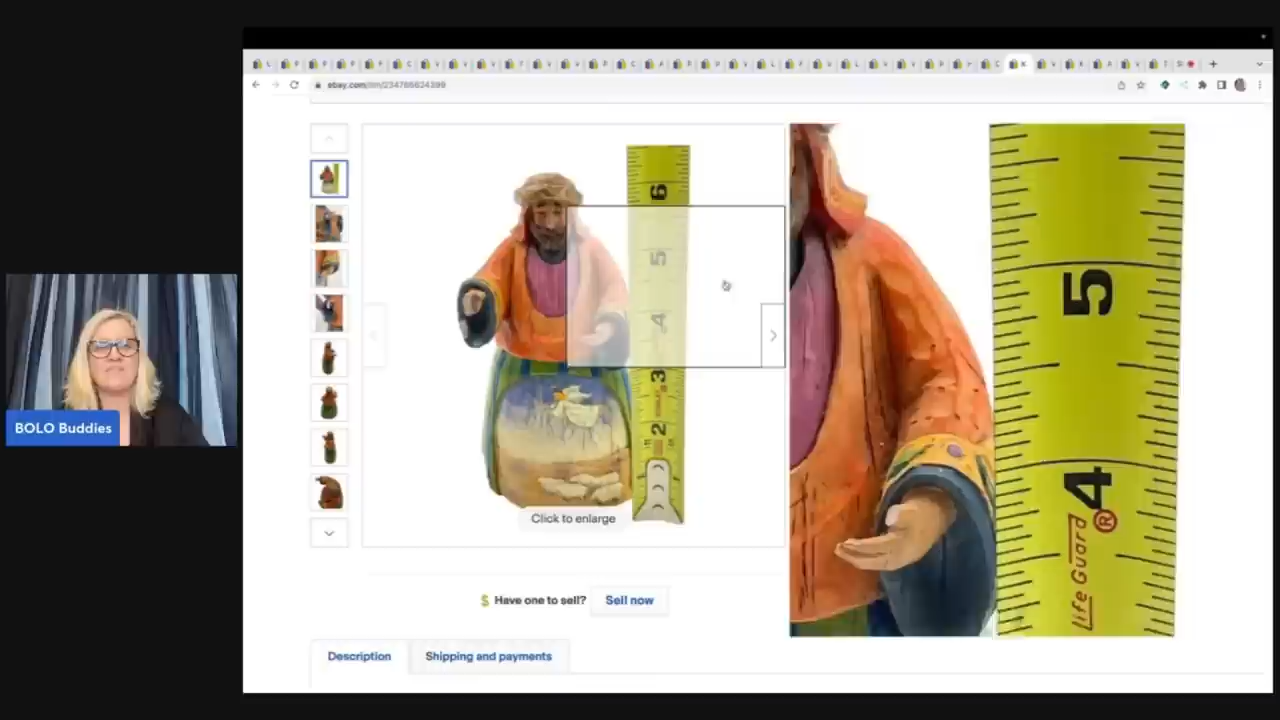 ebay.com/itm/234766624399
6
5
4
3
2
Click to enlarge
5
4
Life Guard®
$ Have one to sell?
Sell now
Description
Shipping and payments
BOLO Buddies